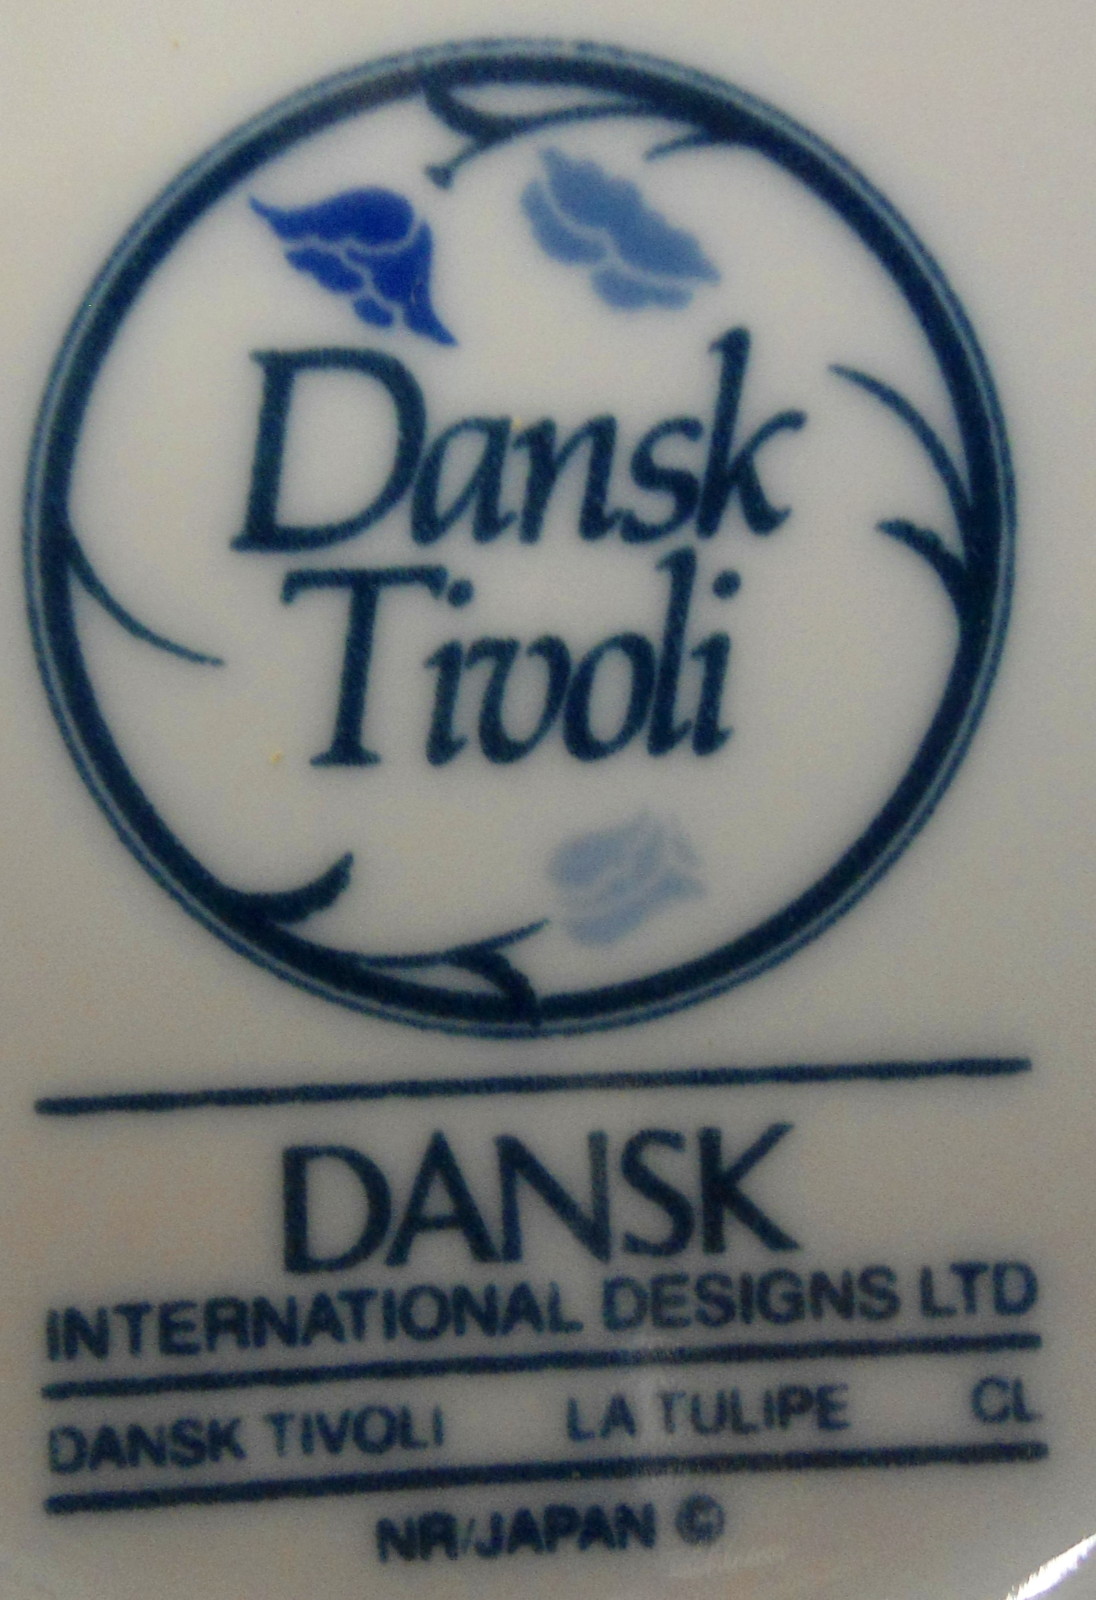 Dansk
Tivoli
DANSK
INTERNATIONAL DESIGNS LTD
DANSK TIVOLI LA TULIPE CL
NR/JAPAN ©